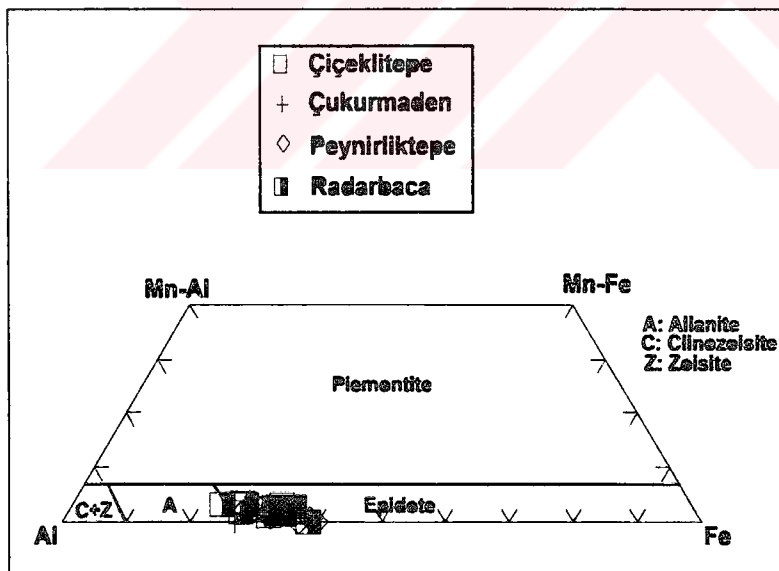 Çiçeklitepe
Çukurmaden
Peynirliktepe
Radarbaca
Mn-Al
Mn-Fe
A: Allanite
C: Clinozoisite
Z: Zoisite
Piemontite
C+Z
A
Epidote
Al
Fe